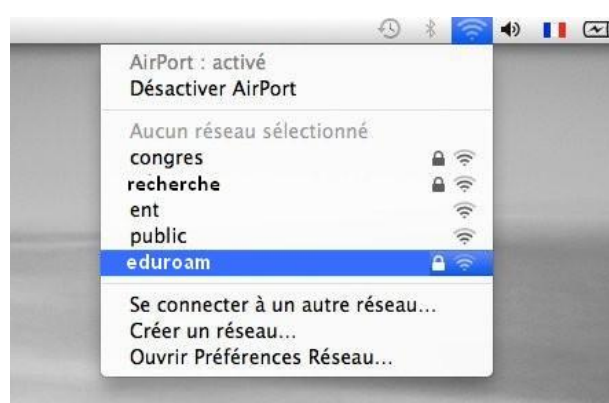 AirPort : activé
Désactiver AirPort
Aucun réseau sélectionné
congres
recherche
ent
public
eduroam
Se connecter à un autre réseau...
Créer un réseau...
Ouvrir Préférences Réseau...